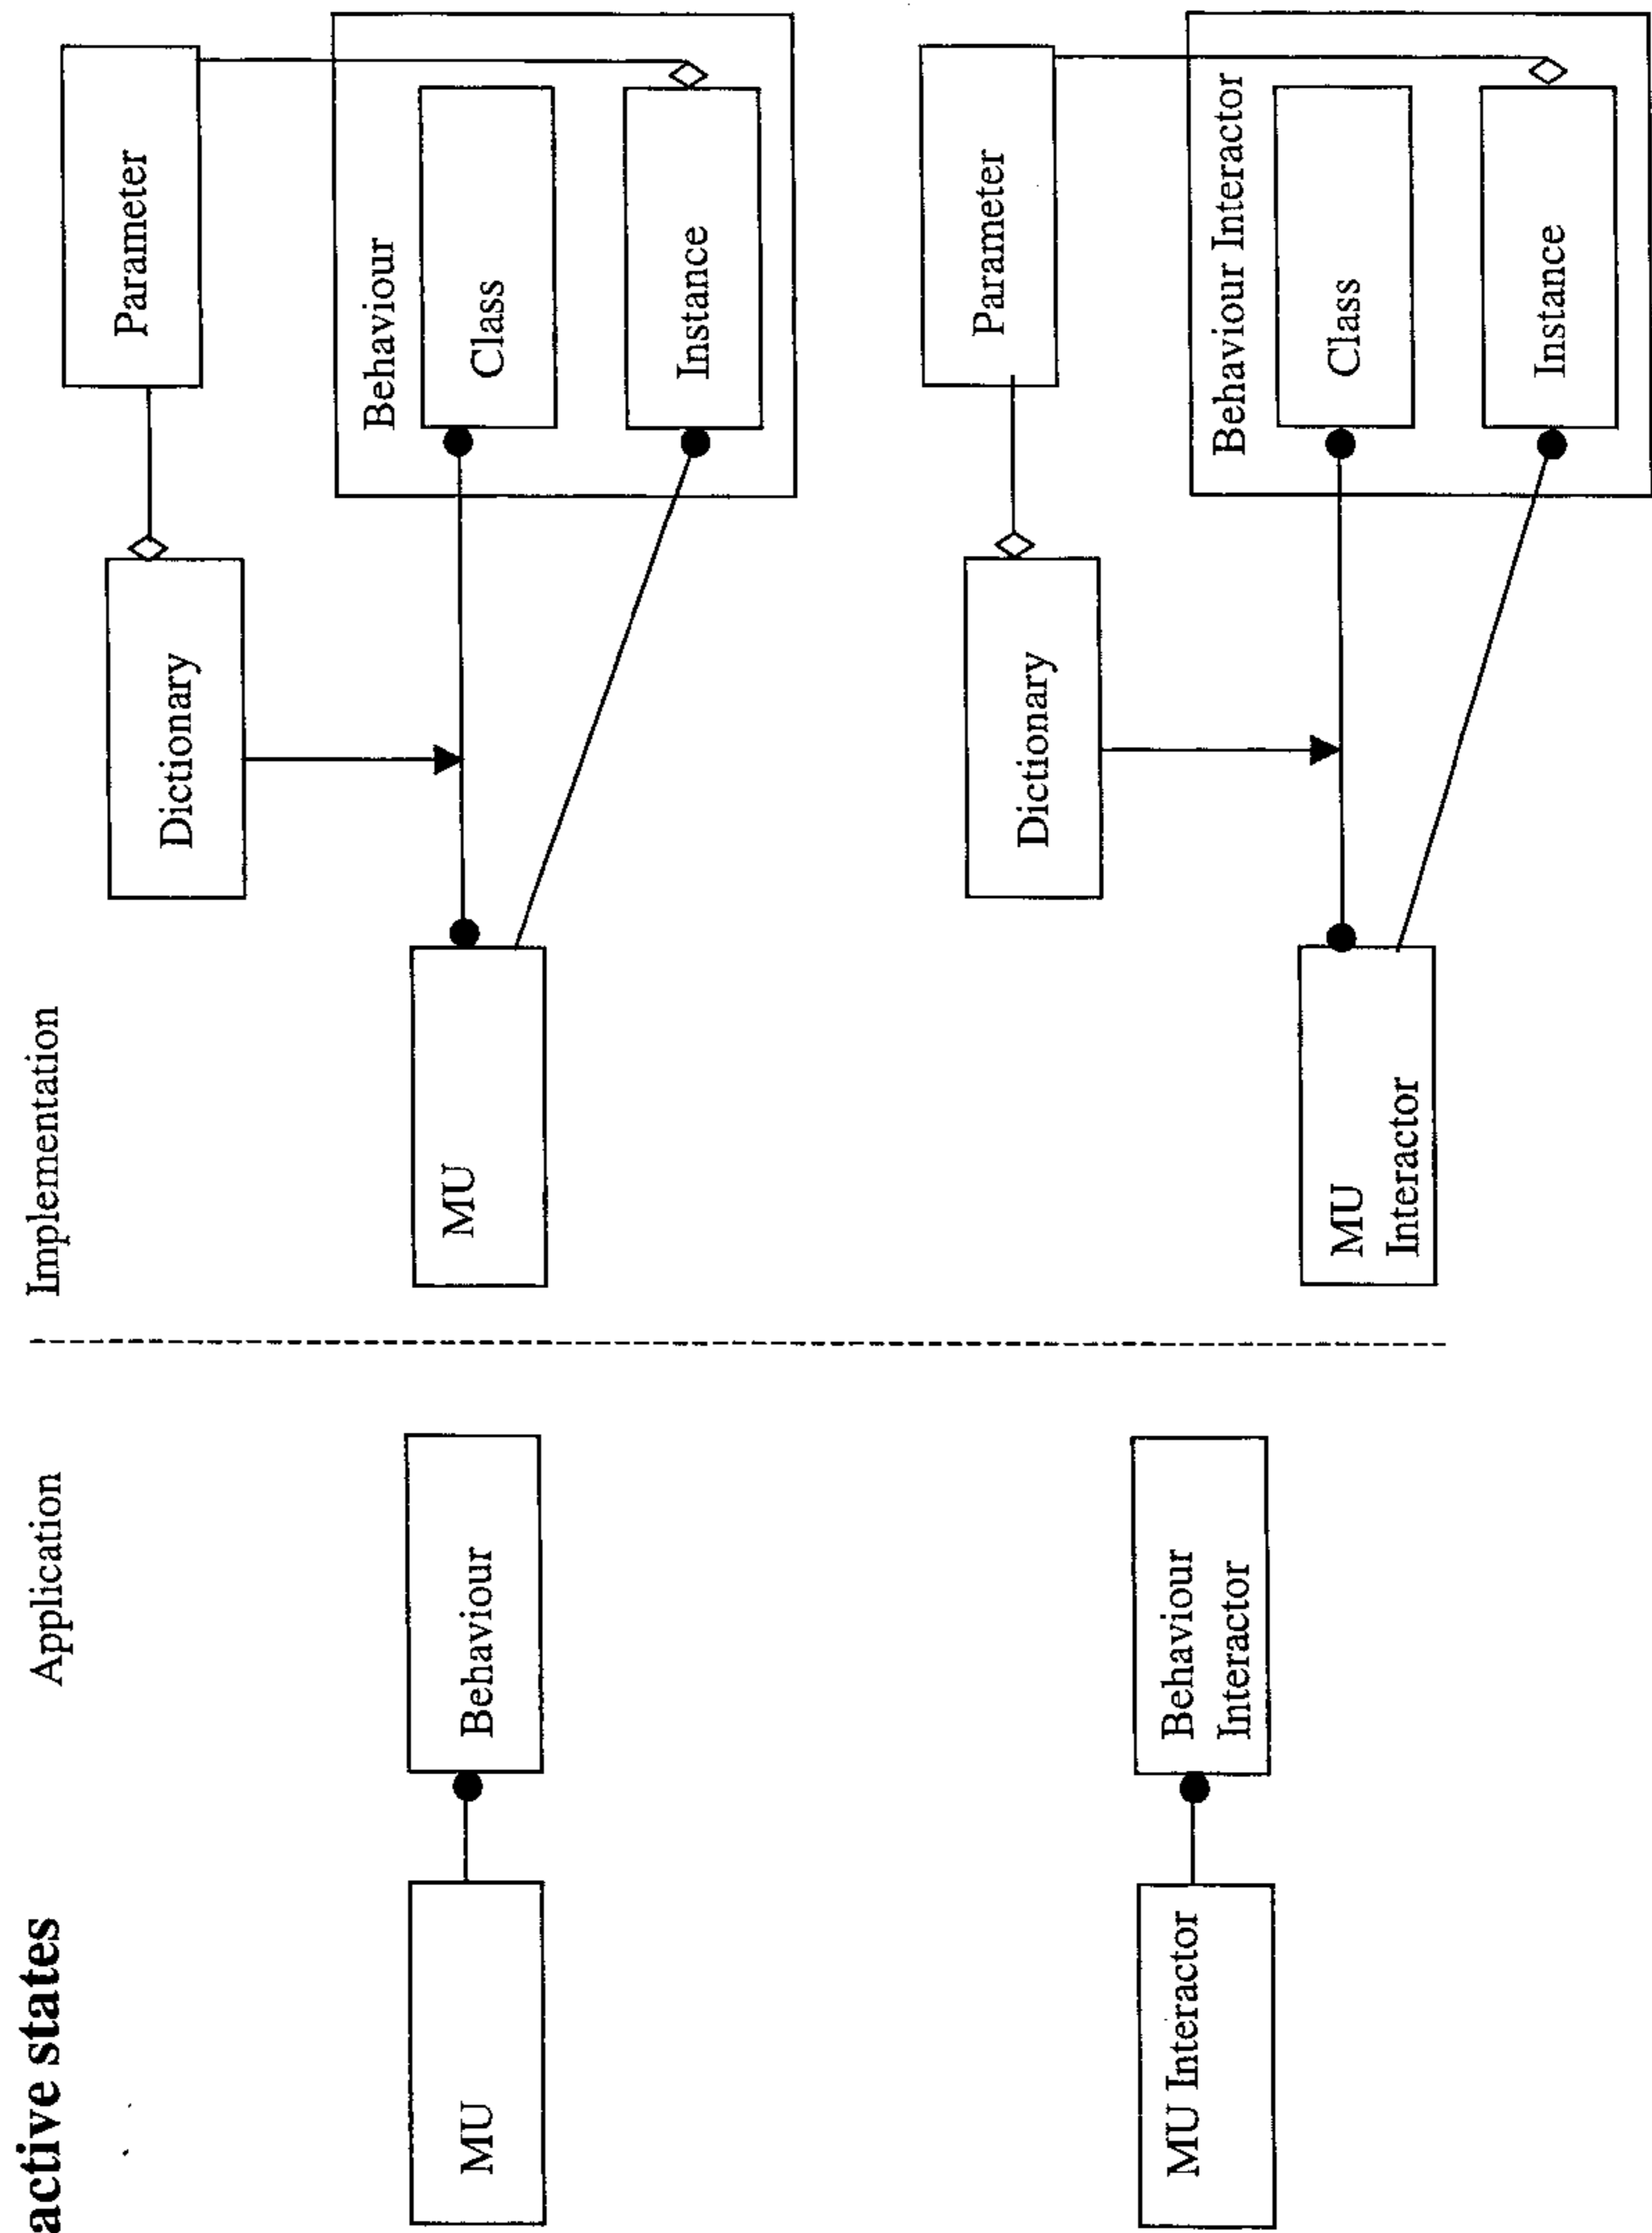 active states
Application
Implementation
MU
Behaviour
MU
Dictionary
Parameter
Behaviour
Class
Instance
MU Interactor
Behaviour
Interactor
MU
Interactor
Dictionary
Parameter
Behaviour Interactor
Class
Instance